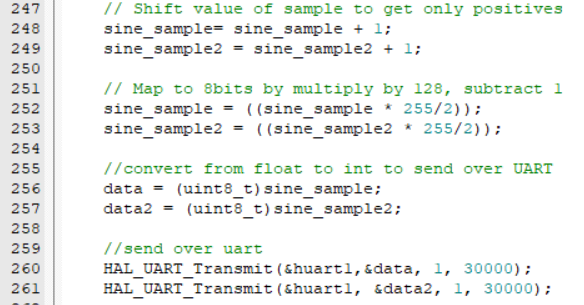 247 // Shift value of sample to get only positives
248 sine_sample= sine_sample + 1;
249 sine_sample2 = sine_sample2 + 1;
250
251 // Map to 8bits by multiply by 128, subtract 1
252 sine_sample = ((sine_sample * 255/2));
253 sine_sample2 = ((sine_sample2 * 255/2));
254
255 //convert from float to int to send over UART
256 data = (uint8_t)sine_sample;
257 data2 = (uint8_t)sine_sample2;
258
259 //send over uart
260 HAL_UART_Transmit(&huart1,&data, 1, 30000);
261 HAL_UART_Transmit(&huart1, &data2, 1, 30000);